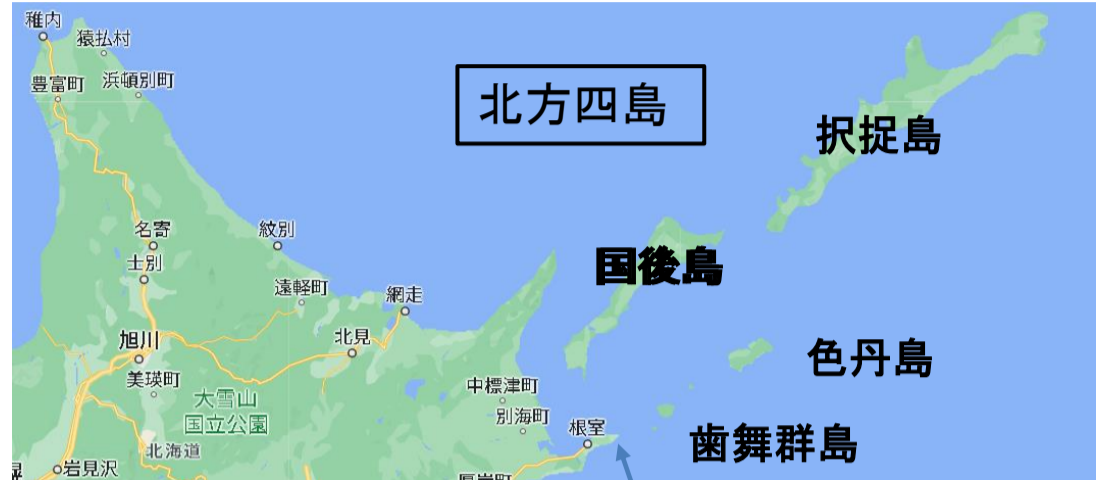 稚内
猿払村
豊富町
浜頓別町
北方四島
択捉島
名寄
紋別
士別
国後島
遠軽町
網走
旭川
北見
色丹島
美瑛町
大雪山
国立公園
中標津町
別海町
根室
歯舞群島
北海道
岩見沢